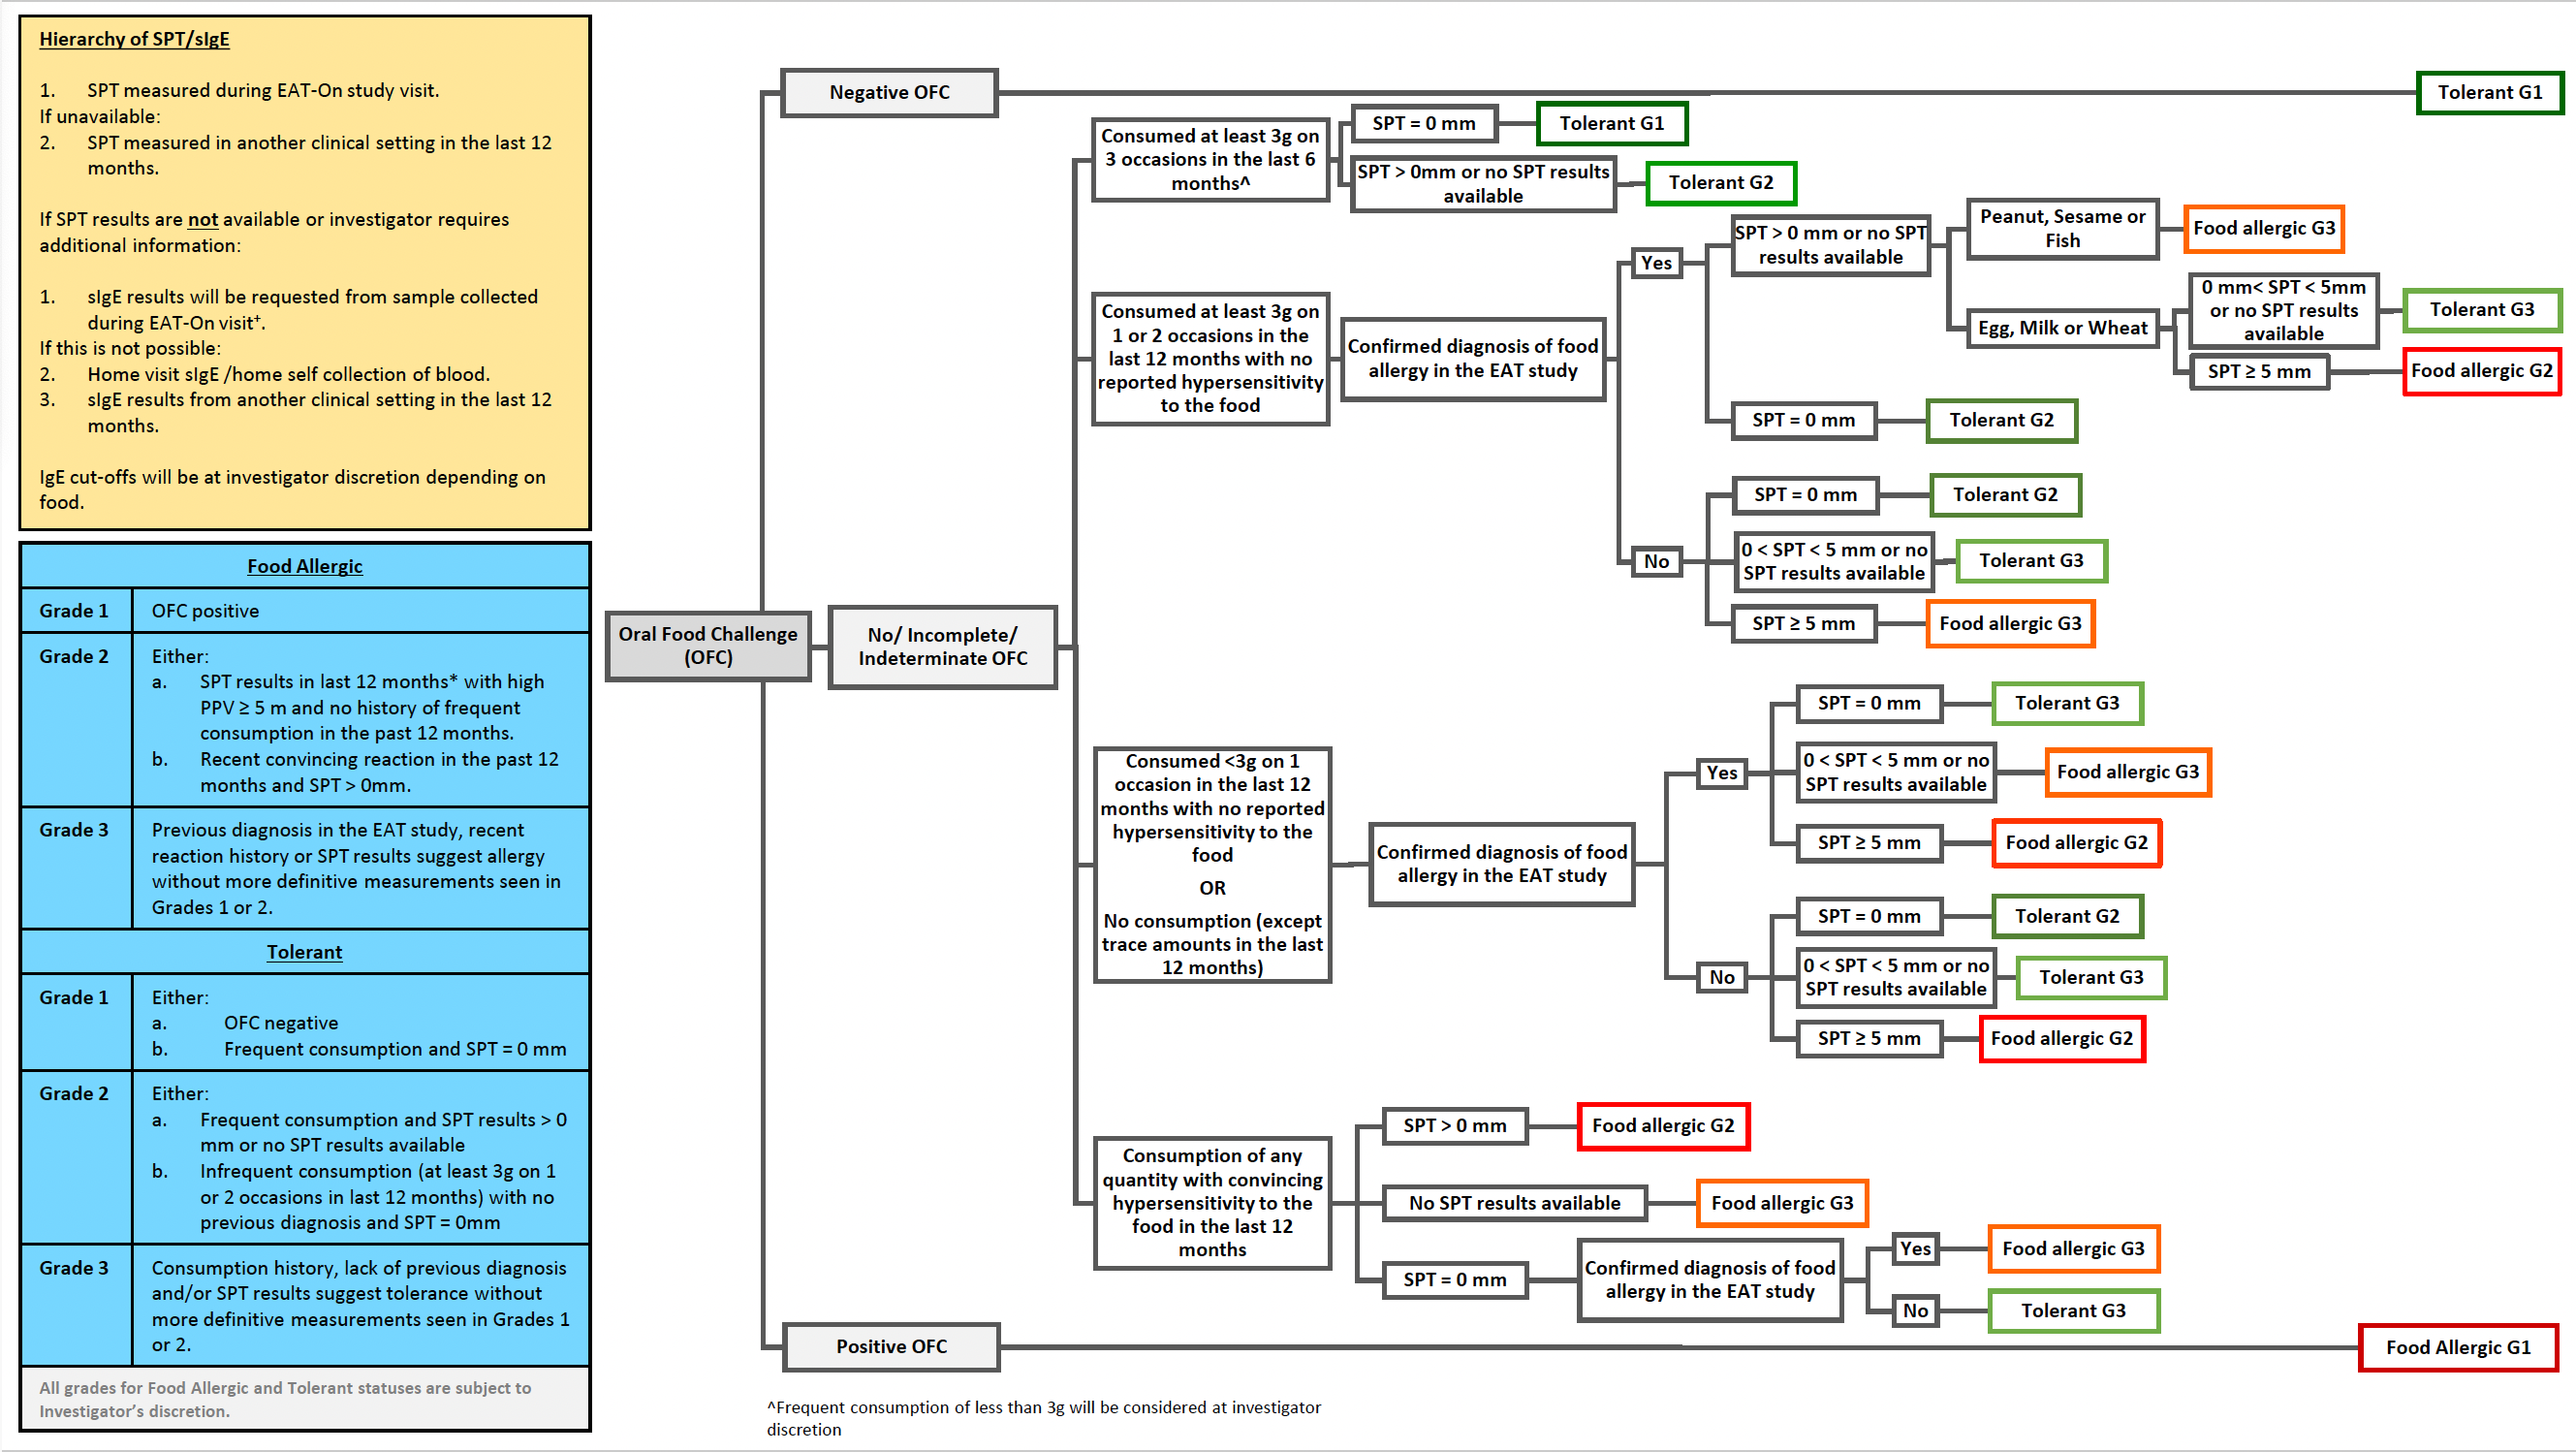 Hierarchy of SPT/sIgE
1. SPT measured during EAT-On study visit.
If unavailable:
2. SPT measured in another clinical setting in the last 12
months.
If SPT results are not available or investigator requires
additional information:
1. sIgE results will be requested from sample collected
during EAT-On visit⁺.
If this is not possible:
2. Home visit sIgE /home self collection of blood.
3. sIgE results from another clinical setting in the last 12
months.
IgE cut-offs will be at investigator discretion depending on
food.
Food Allergic
Grade 1
OFC positive
Grade 2
Either:
a. SPT results in last 12 months* with high
PPV ≥ 5 m and no history of frequent
consumption in the past 12 months.
b. Recent convincing reaction in the past 12
months and SPT > 0mm.
Grade 3
Previous diagnosis in the EAT study, recent
reaction history or SPT results suggest allergy
without more definitive measurements seen in
Grades 1 or 2.
Tolerant
Grade 1
Either:
a. OFC negative
b. Frequent consumption and SPT = 0 mm
Grade 2
Either:
a. Frequent consumption and SPT results > 0
mm or no SPT results available
b. Infrequent consumption (at least 3g on 1
or 2 occasions in last 12 months) with no
previous diagnosis and SPT = 0mm
Grade 3
Consumption history, lack of previous diagnosis
and/or SPT results suggest tolerance without
more definitive measurements seen in Grades 1
or 2.
All grades for Food Allergic and Tolerant statuses are subject to
Investigator's discretion.
Oral Food Challenge
(OFC)
Negative OFC
Tolerant G1
No/ Incomplete/
Indeterminate OFC
Consumed at least 3g on
3 occasions in the last 6
months^
SPT = 0 mm
Tolerant G1
SPT > 0mm or no SPT results
available
Tolerant G2
Consumed at least 3g on
1 or 2 occasions in the
last 12 months with no
reported hypersensitivity
to the food
Confirmed diagnosis of food
allergy in the EAT study
Yes
SPT > 0 mm or no SPT
results available
Peanut, Sesame or
Fish
Food allergic G3
Egg, Milk or Wheat
0 mm< SPT < 5mm
or no SPT results
available
Tolerant G3
SPT ≥ 5 mm
Food allergic G2
SPT = 0 mm
Tolerant G2
No
SPT = 0 mm
Tolerant G2
0 < SPT < 5 mm or no
SPT results available
Tolerant G3
SPT ≥ 5 mm
Food allergic G3
Consumed <3g on 1
occasion in the last 12
months with no reported
hypersensitivity to the
food
OR
No consumption (except
trace amounts in the last
12 months)
Confirmed diagnosis of food
allergy in the EAT study
Yes
SPT = 0 mm
Tolerant G3
0 < SPT < 5 mm or no
SPT results available
Food allergic G3
SPT ≥ 5 mm
Food allergic G2
No
SPT = 0 mm
Tolerant G2
0 < SPT < 5 mm or no
SPT results available
Tolerant G3
SPT ≥ 5 mm
Food allergic G2
Consumption of any
quantity with convincing
hypersensitivity to the
food in the last 12
months
SPT > 0 mm
Food allergic G2
No SPT results available
Food allergic G3
SPT = 0 mm
Confirmed diagnosis of food
allergy in the EAT study
Yes
Food allergic G3
No
Tolerant G3
Positive OFC
Food Allergic G1
^Frequent consumption of less than 3g will be considered at investigator
discretion